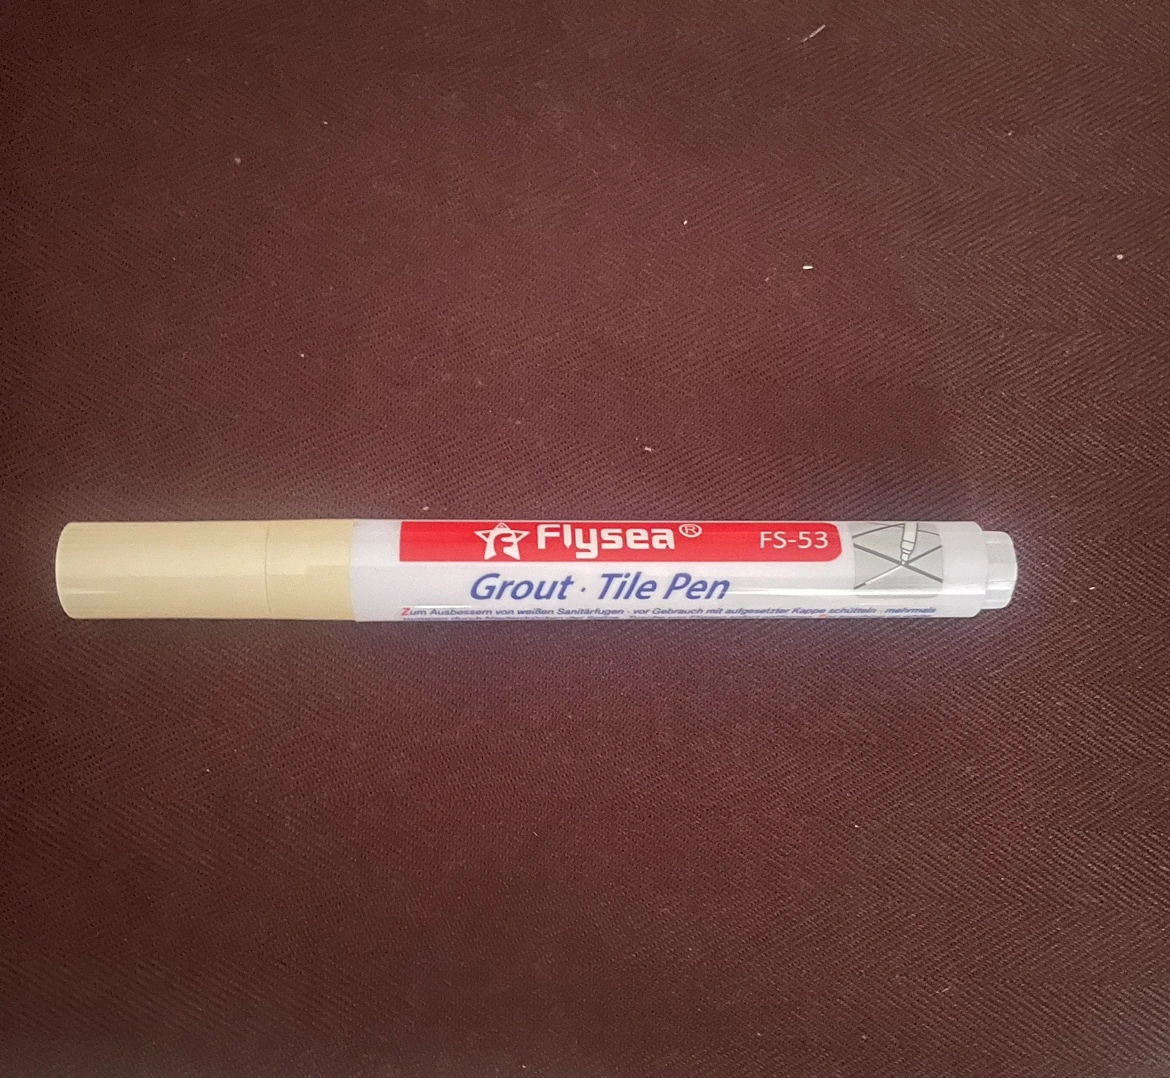 Flysea®
FS-53
Grout · Tile Pen
Zum Ausbessern von weißen Sanitärfugen · vor Gebrauch mit aufgesetzter Kappe schütteln · mehrmals